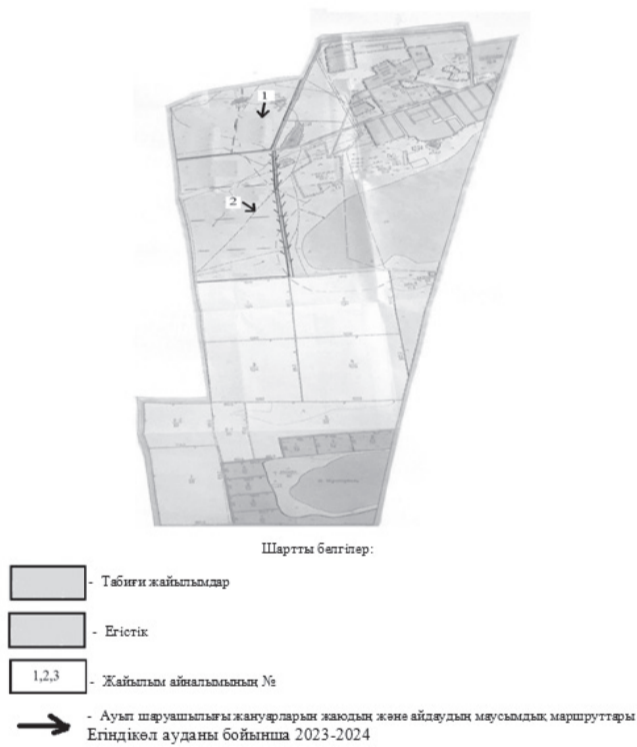 1
2
Шартты белгілер:
- Табиғи жайылымдар
- Егістік
1,2,3 - Жайылым айналымының №
- Ауыл шаруашылығы жануарларын жаюдың және айдаудың маусымдық маршруттары
Егіндікөл ауданы бойынша 2023-2024